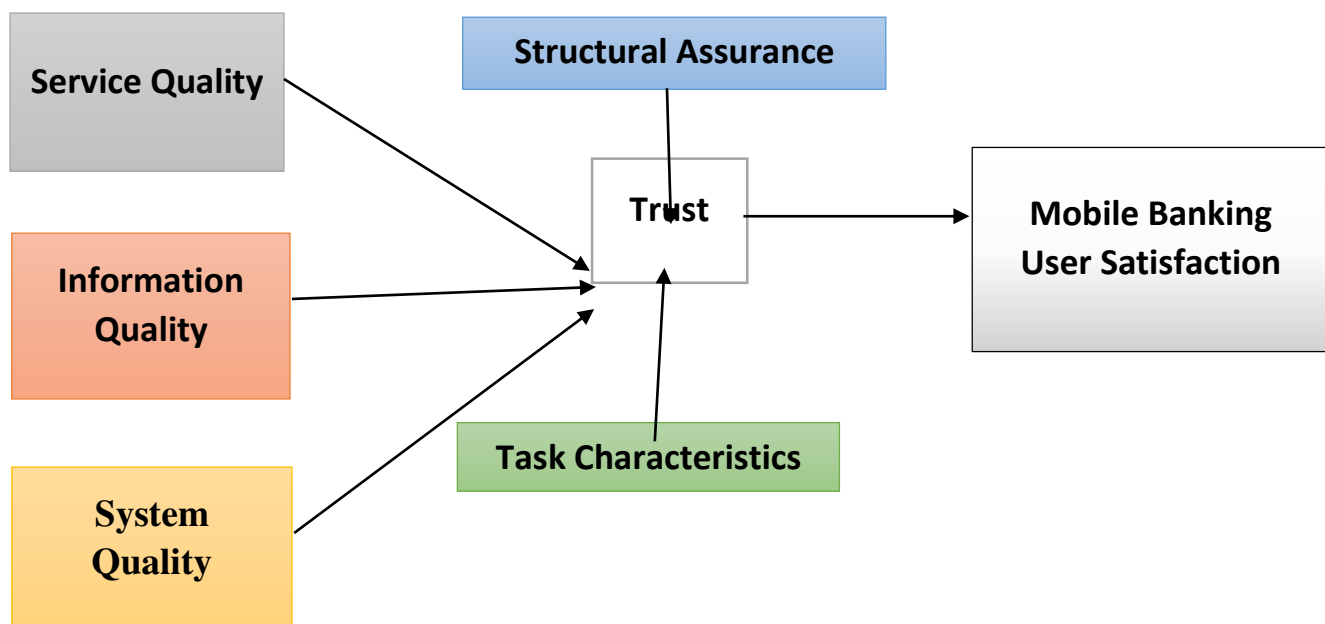 Service Quality
Structural Assurance
Trust
Mobile Banking
User Satisfaction
Information
Quality
Task Characteristics
System
Quality